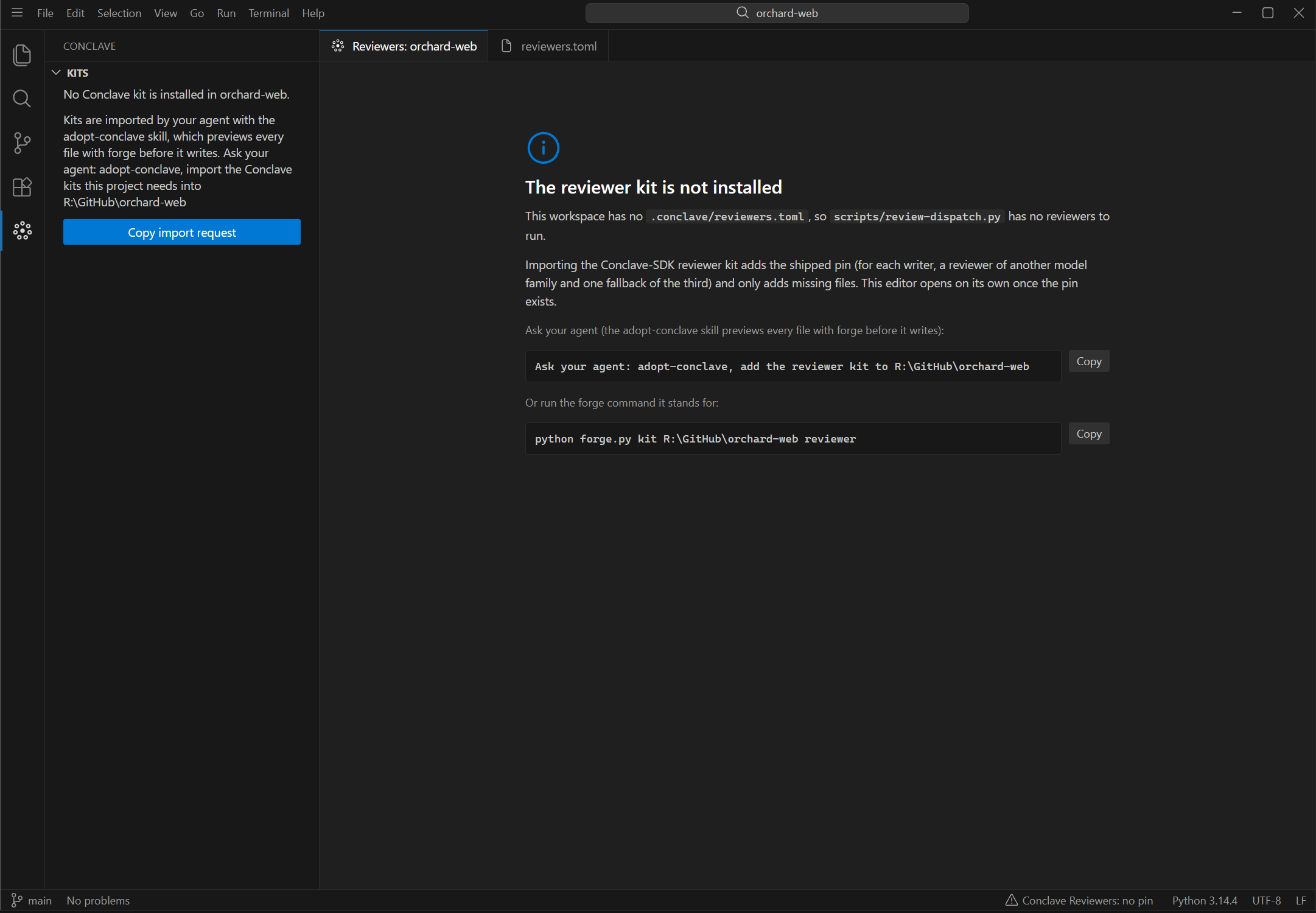 File Edit Selection View Go Run Terminal Help
orchard-web
CONCLAVE
Reviewers: orchard-web
reviewers.toml
KITS
No Conclave kit is installed in orchard-web.
Kits are imported by your agent with the
adopt-conclave skill, which previews every
file with forge before it writes. Ask your
agent: adopt-conclave, import the Conclave
kits this project needs into
R:\GitHub\orchard-web
Copy import request
The reviewer kit is not installed
This workspace has no .conclave/reviewers.toml, so scripts/review-dispatch.py has no reviewers to
run.
Importing the Conclave-SDK reviewer kit adds the shipped pin (for each writer, a reviewer of another model
family and one fallback of the third) and only adds missing files. This editor opens on its own once the pin
exists.
Ask your agent (the adopt-conclave skill previews every file with forge before it writes):
Ask your agent: adopt-conclave, add the reviewer kit to R:\GitHub\orchard-web
Copy
Or run the forge command it stands for:
python forge.py kit R:\GitHub\orchard-web reviewer
Copy
main No problems
Conclave Reviewers: no pin Python 3.14.4 UTF-8 LF